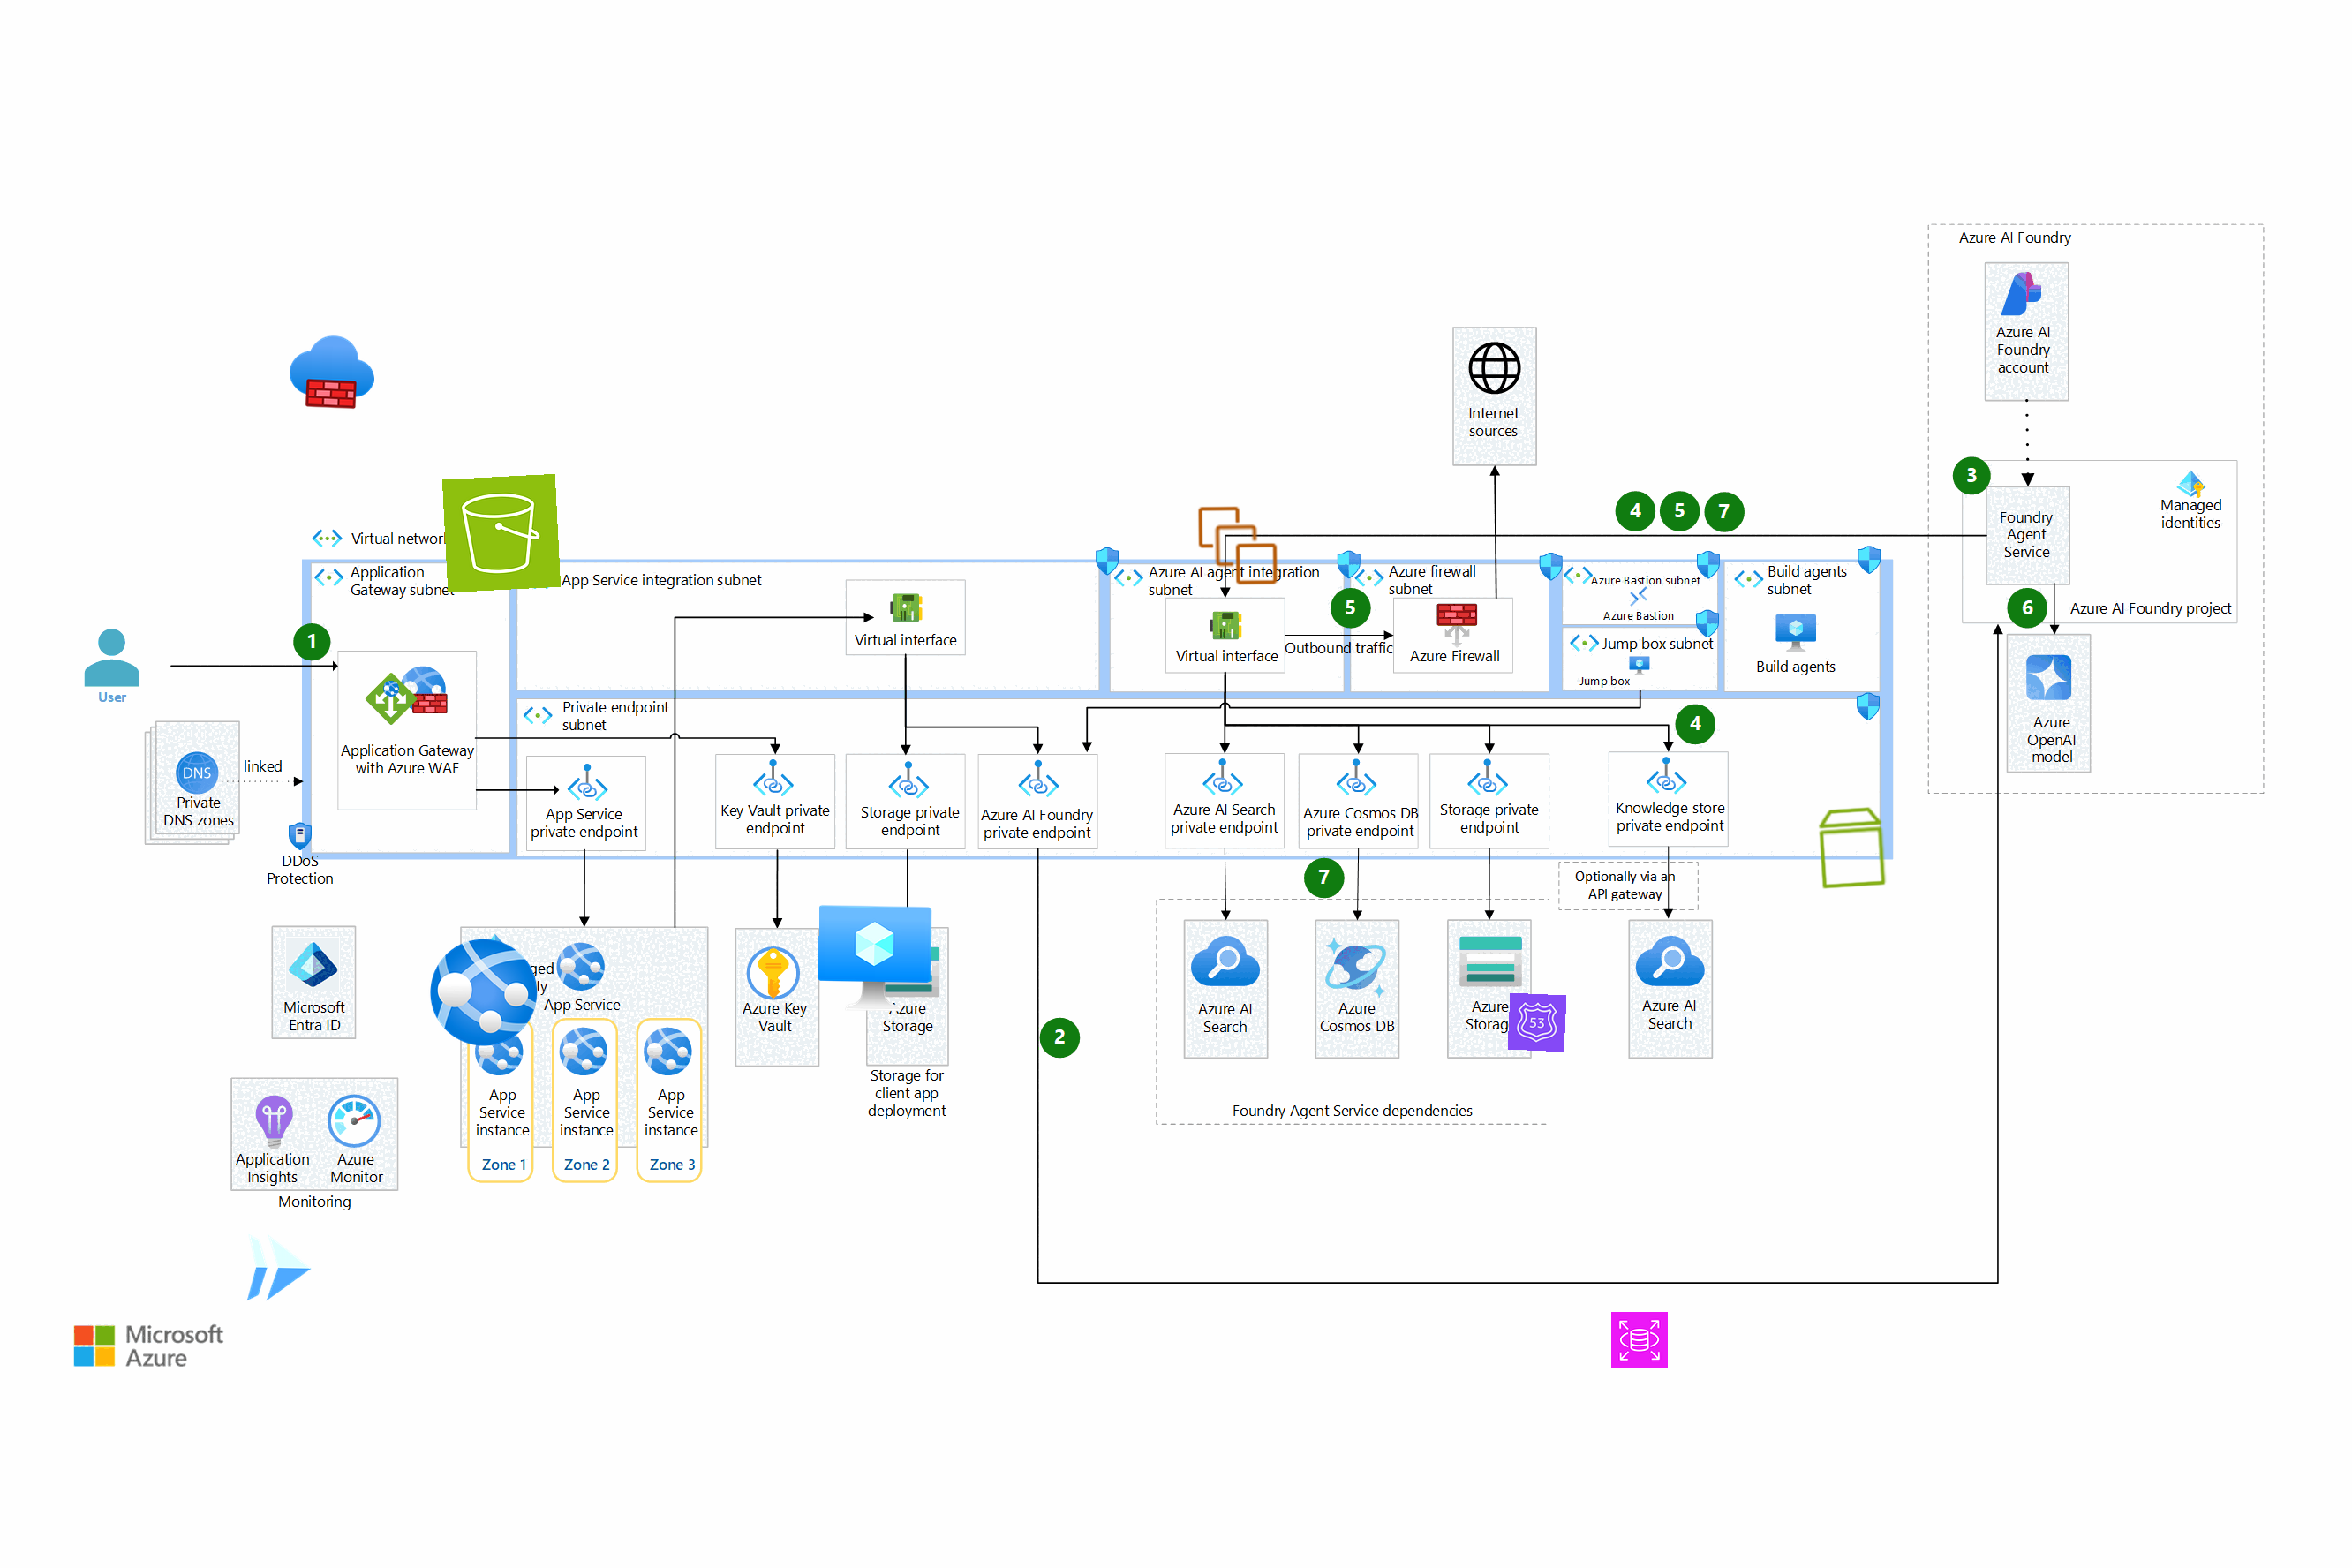 Azure AI Foundry
Azure AI
Foundry
account
Internet
sources
3
Managed
identities
4 5 7
Foundry
Agent
Service
Virtual network
Application
Gateway subnet
App Service integration subnet
Azure AI agent integration
subnet
Azure firewall
subnet
Azure Bastion subnet
Azure Bastion
Build agents
subnet
5
6
Azure AI Foundry project
1
Virtual interface
Virtual interface
Outbound traffic
Azure Firewall
Jump box subnet
Jump box
Build agents
User
Private endpoint
subnet
4
Azure
OpenAI
model
Application Gateway
with Azure WAF
linked
DNS
Private
DNS zones
App Service
private endpoint
Key Vault private
endpoint
Storage private
endpoint
Azure AI Foundry
private endpoint
Azure AI Search
private endpoint
Azure Cosmos DB
private endpoint
Storage private
endpoint
Knowledge store
private endpoint
DDoS
Protection
7
Optionally via an
API gateway
Microsoft
Entra ID
App Service
Azure Key
Vault
Azure
Storage
Storage for
client app
deployment
2
Azure AI
Search
Azure
Cosmos DB
Azure
Storag
53
Azure AI
Search
Foundry Agent Service dependencies
App
Service
instance
Zone 1
App
Service
instance
Zone 2
App
Service
instance
Zone 3
Application
Insights
Azure
Monitor
Monitoring
Microsoft
Azure